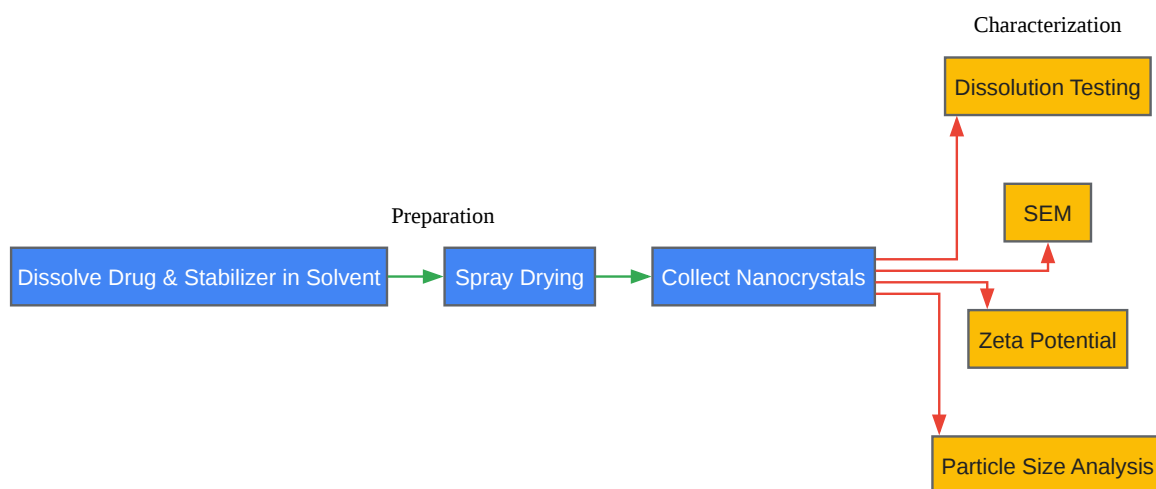 Characterization
Dissolution Testing
SEM
Preparation
Dissolve Drug & Stabilizer in Solvent
Spray Drying
Collect Nanocrystals
Zeta Potential
Particle Size Analysis